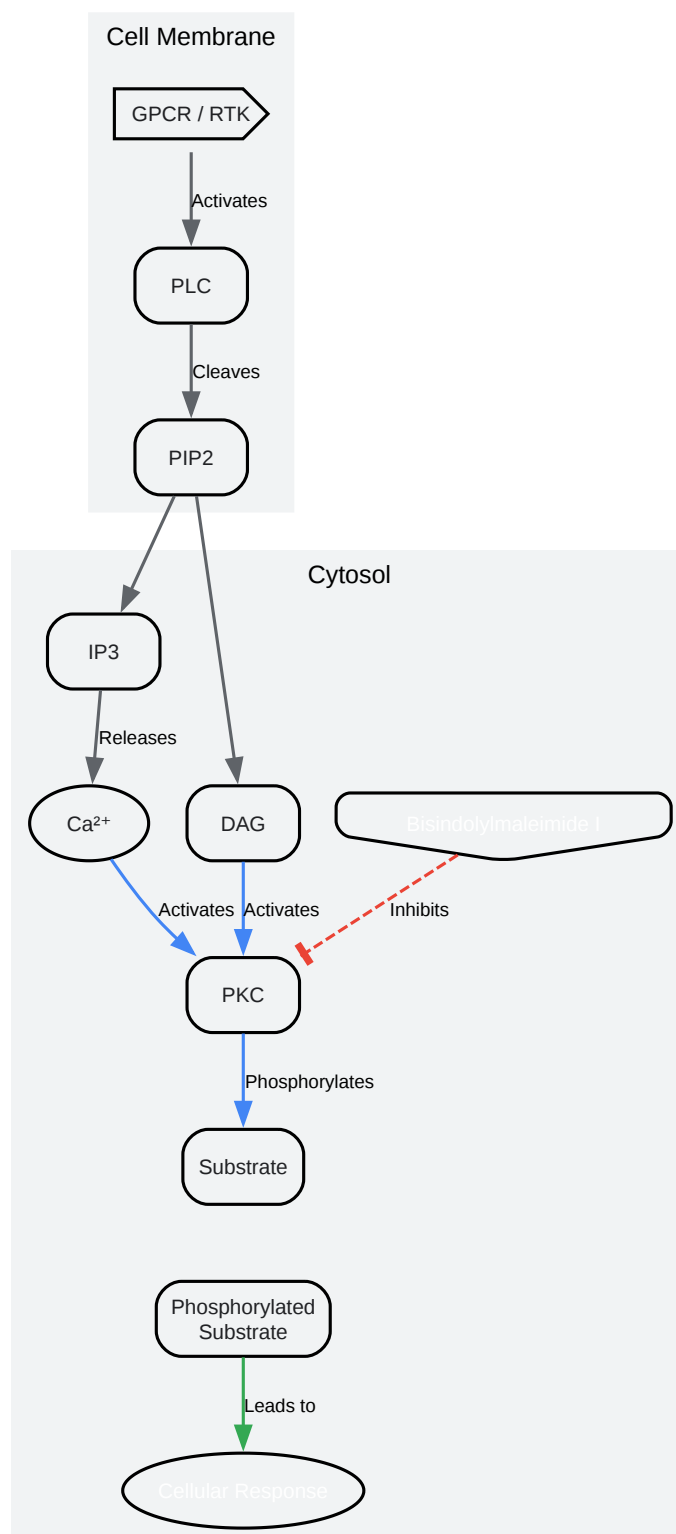 Cell Membrane
GPCR / RTK
Activates
PLC
Cleaves
PIP2
Cytosol
IP3
Releases
Ca²⁺
DAG
Bisindolylmaleimide I
Activates
Activates
Inhibits
PKC
Phosphorylates
Substrate
Phosphorylated
Substrate
Leads to
Cellular Response